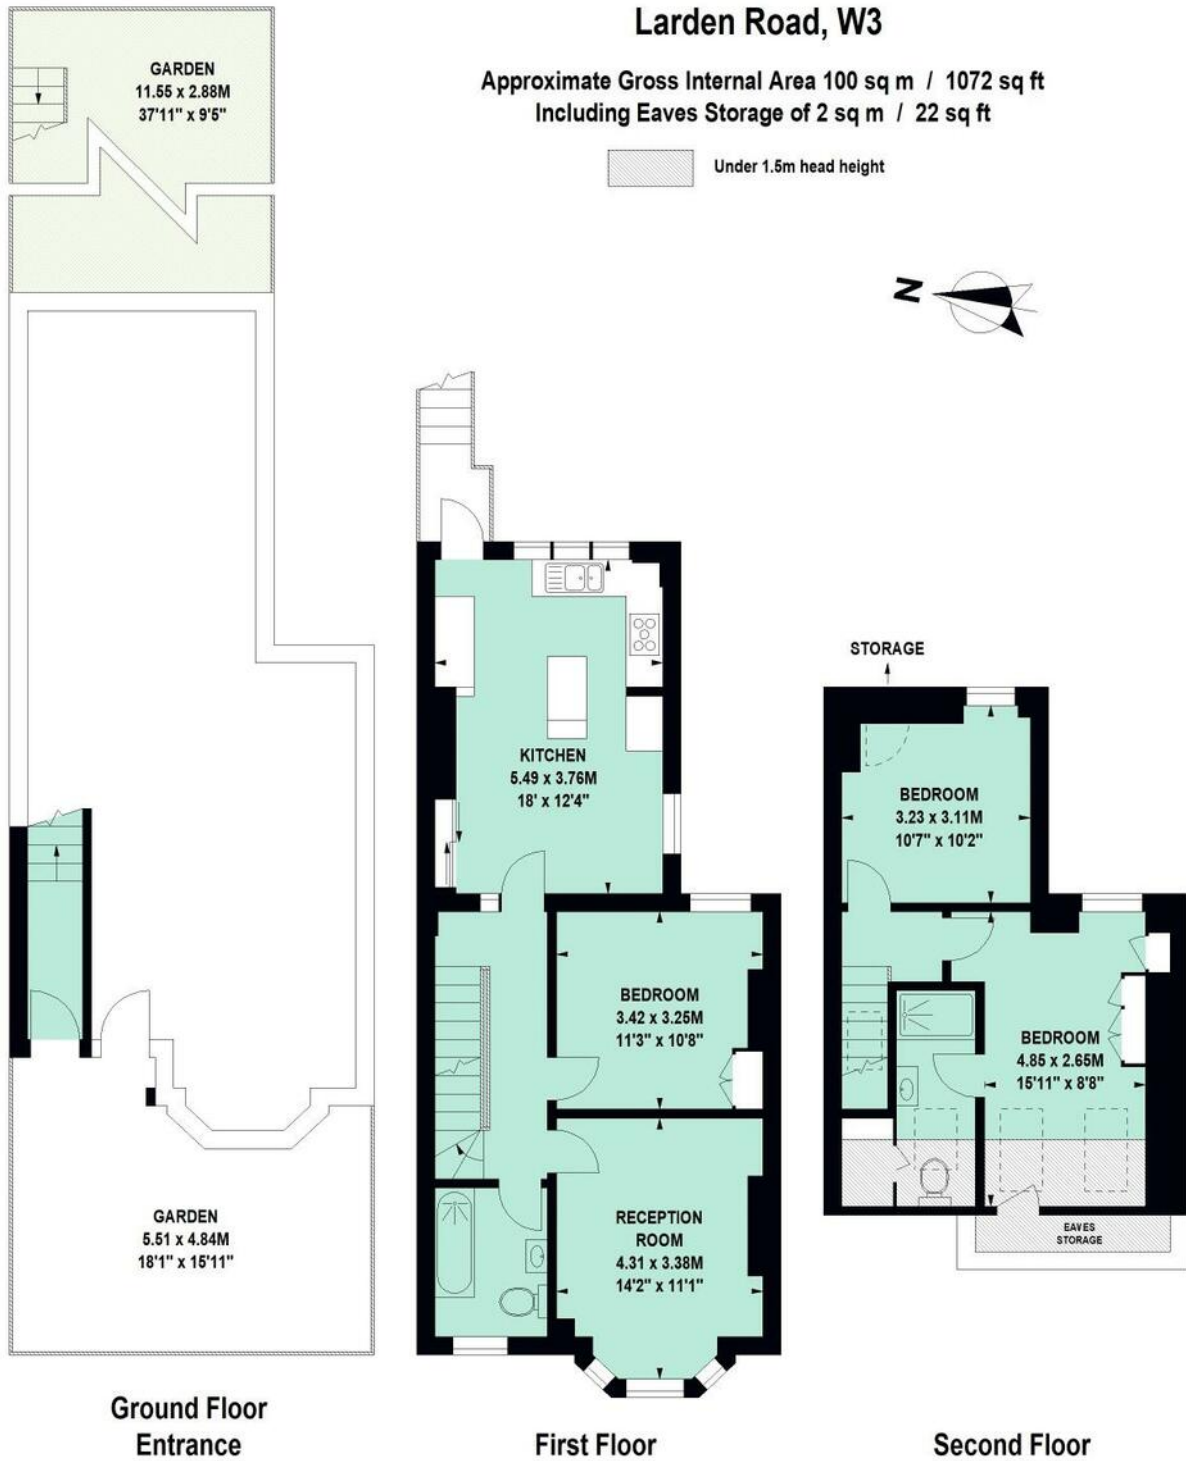 Larden Road, W3
Approximate Gross Internal Area 100 sq m / 1072 sq ft
Including Eaves Storage of 2 sq m / 22 sq ft
Under 1.5m head height
N
GARDEN
11.55 x 2.88M
37'11" x 9'5"
GARDEN
5.51 x 4.84M
18'1" x 15'11"
Ground Floor
Entrance
KITCHEN
5.49 x 3.76M
18' x 12'4"
BEDROOM
3.42 x 3.25M
11'3" x 10'8"
RECEPTION
ROOM
4.31 x 3.38M
14'2" x 11'1"
First Floor
STORAGE
BEDROOM
3.23 x 3.11M
10'7" x 10'2"
BEDROOM
4.85 x 2.65M
15'11" x 8'8"
EAVES
STORAGE
Second Floor